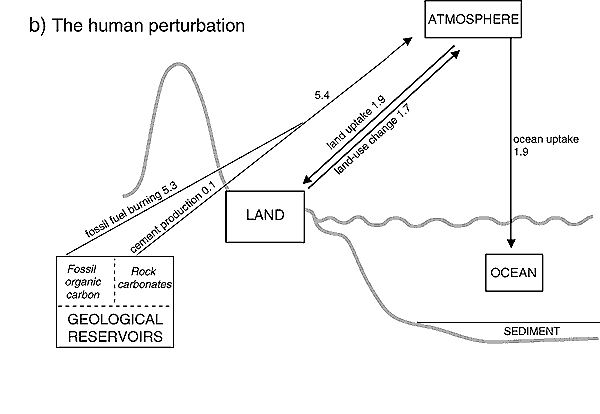 b) The human perturbation
ATMOSPHERE
5.4
land uptake 1.9
land-use change 1.7
ocean uptake
1.9
fossil fuel burning 5.3
cement production 0.1
LAND
OCEAN
Fossil
organic
carbon
Rock
carbonates
GEOLOGICAL
RESERVOIRS
SEDIMENT